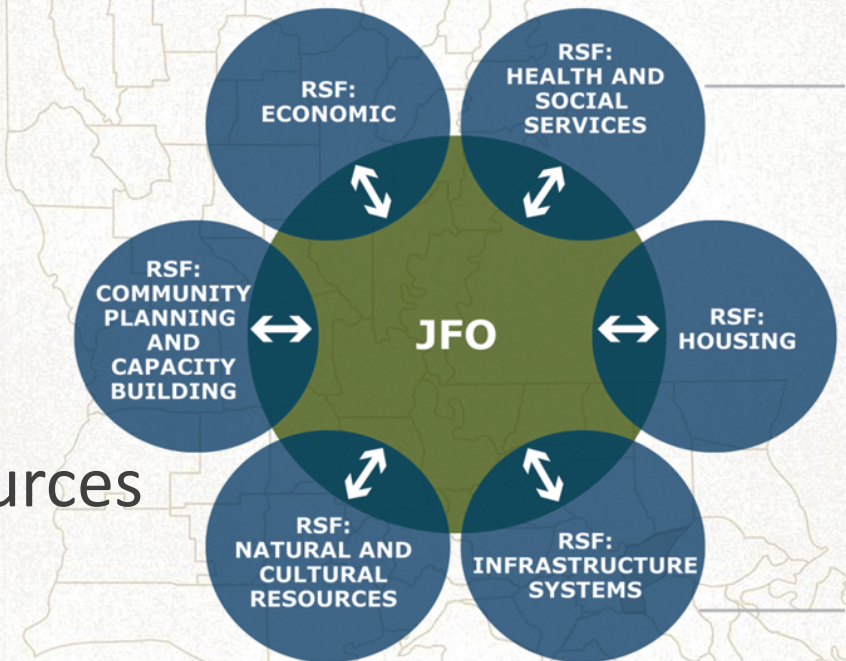 RSF:
ECONOMIC
RSF:
HEALTH AND
SOCIAL
SERVICES
RSF:
COMMUNITY
PLANNING
AND
CAPACITY
BUILDING
JFO
RSF:
HOUSING
urces
RSF:
NATURAL AND
CULTURAL
RESOURCES
RSF:
INFRASTRUCTURE
SYSTEMS